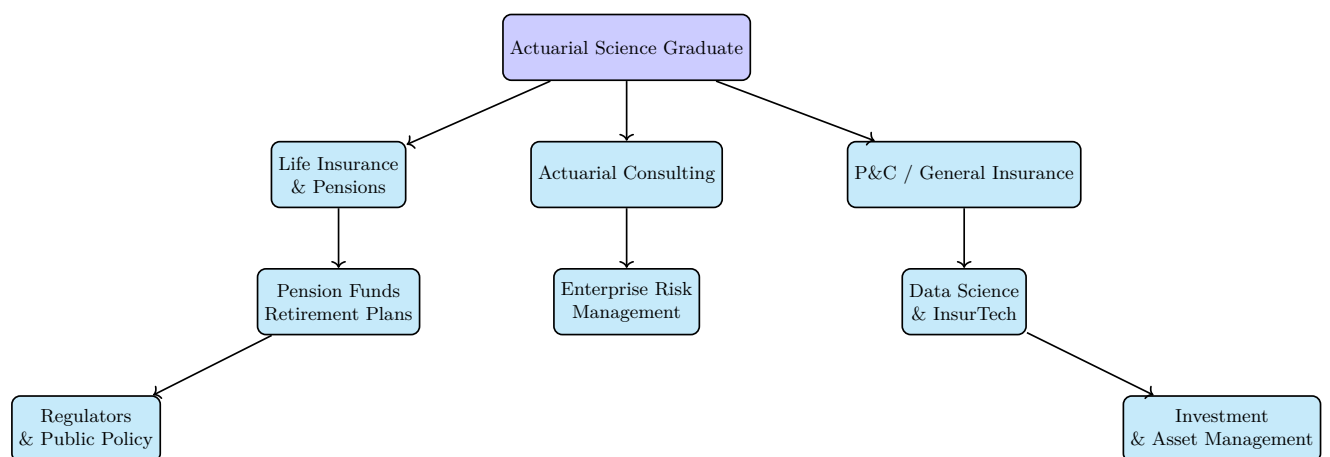 Actuarial Science Graduate
Life Insurance
& Pensions
Actuarial Consulting
P&C / General Insurance
Pension Funds
Retirement Plans
Enterprise Risk
Management
Data Science
& InsurTech
Regulators
& Public Policy
Investment
& Asset Management